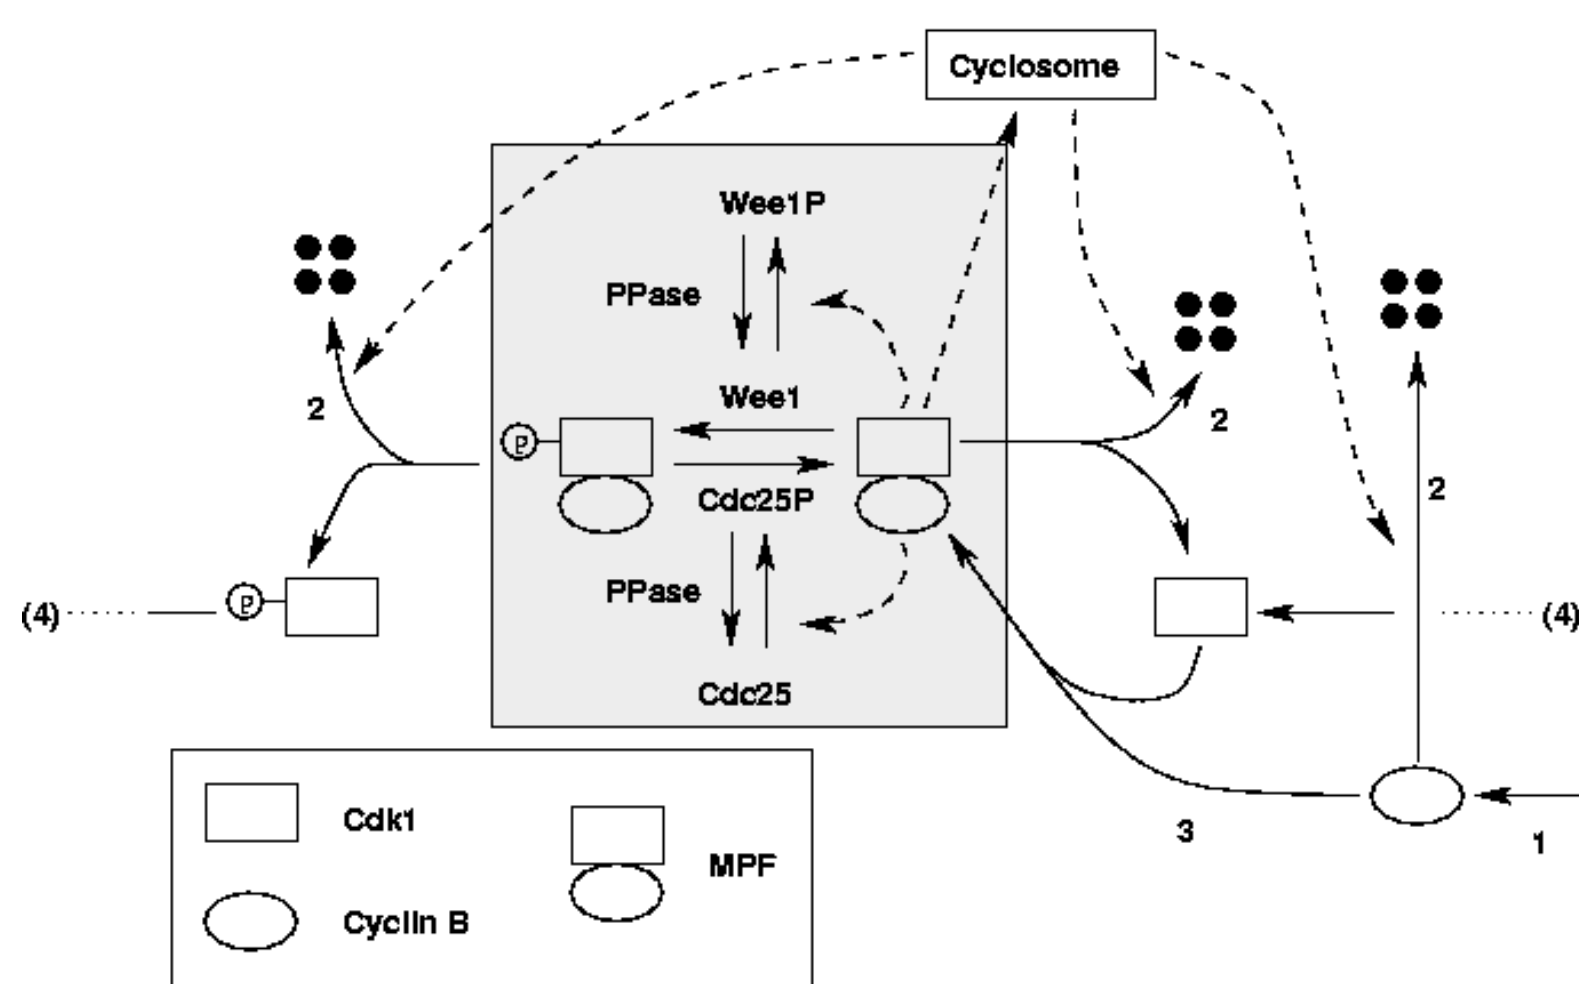 Cyclosome
Wee1P
PPase
Wee1
2
2
P
2
Cdc25P
PPase
(4)
P
(4)
Cdc25
Cdk1
3
1
MPF
Cyclin B